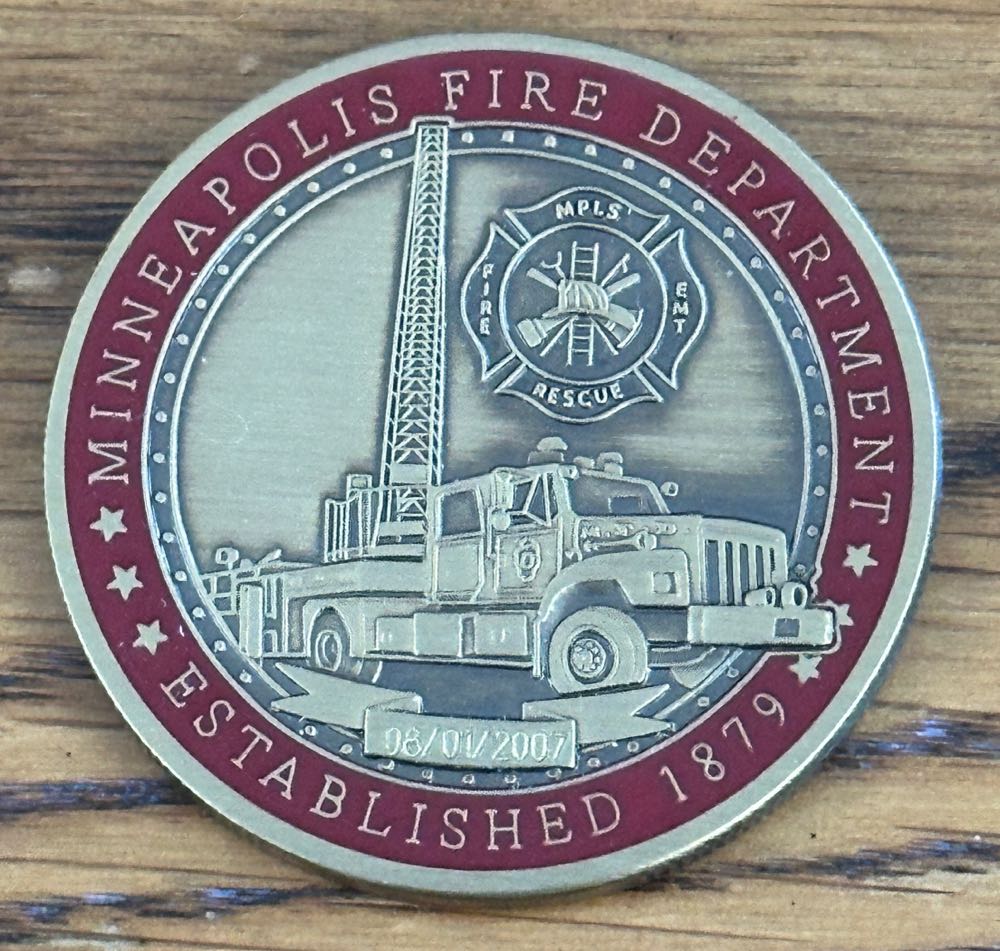 MINNEAPOLIS FIRE DEPARTMENT
MPLS
FIRE
EMT
RESCUE
08/01/2007
ESTABLISHED 1879